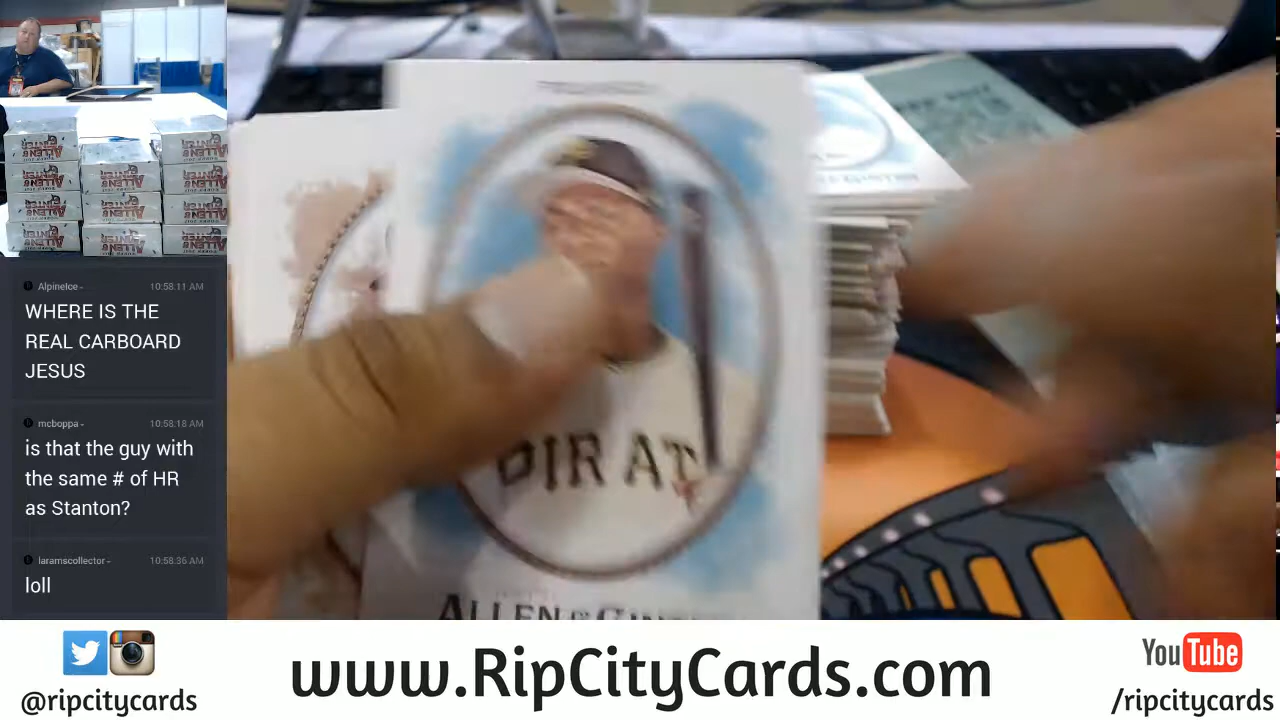 AlpineIce- 10:58.11 AM
WHERE IS THE
REAL CARBOARD
JESUS
mcboppa- 10:58.18 AM
is that the guy with
the same # of HR
as Stanton?
laramscollector- 10:58:36 AM
loll
PIRAT
ALLEN & GINTE
@ripcitycards
www.RipCityCards.com
YouTube
/ripcitycards